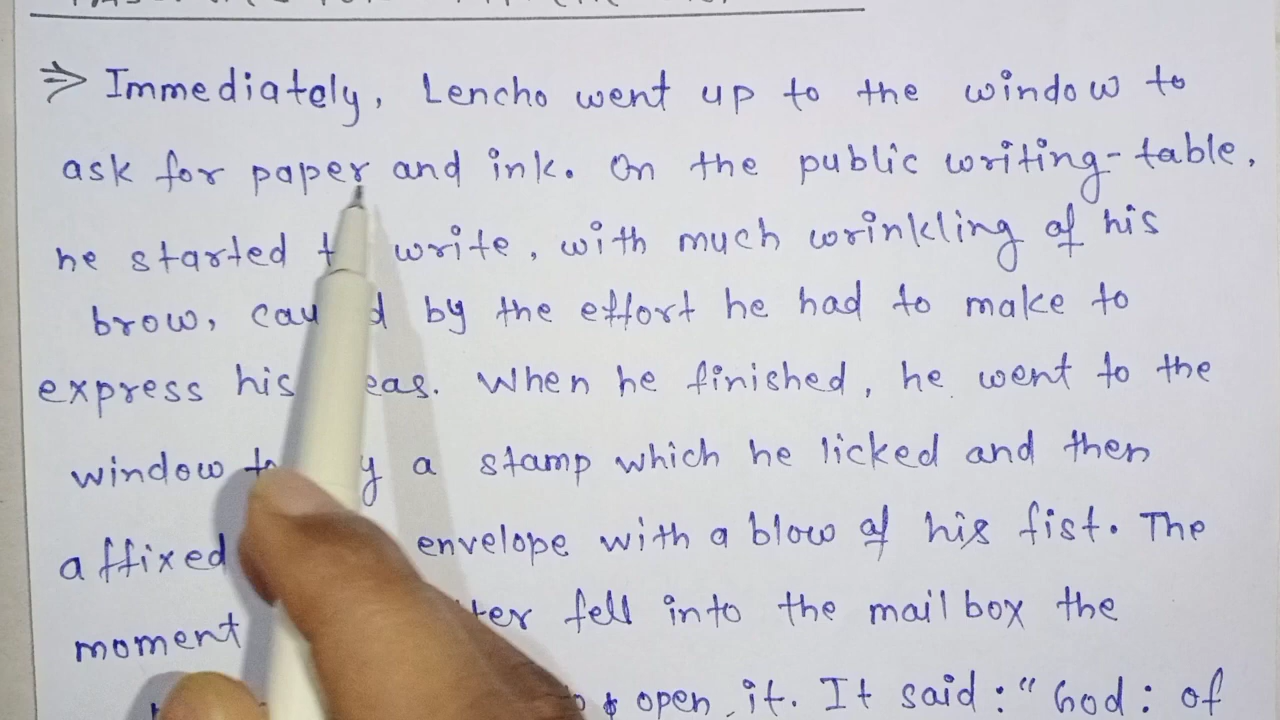 ⇒ Immediately, Lencho went up to the window to
ask for paper and ink. On the public writing-table,
he started write, with much wrinkling of his
brow, by the effort he had to make to
express his When he finished, he went to the
window a stamp which he licked and then
affixed envelope with a blow of his fist. The
moment fell into the mailbox the
open it. It said: "God: of